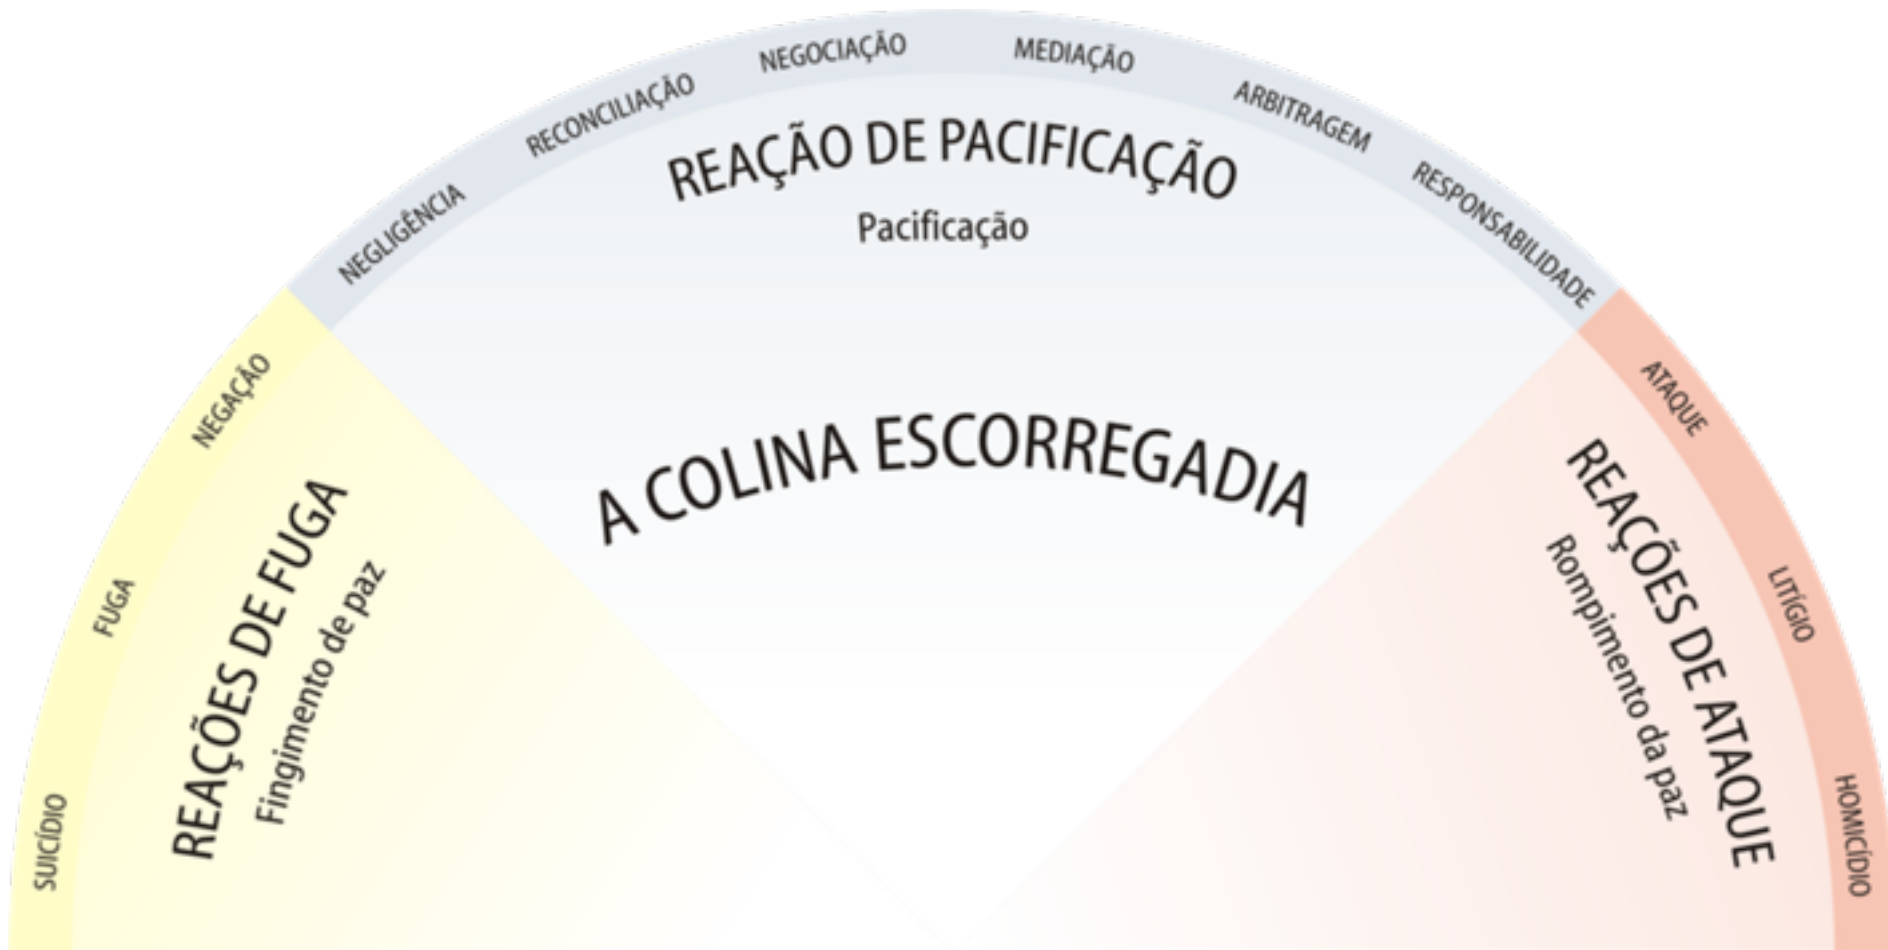 NEGOCIAÇÃO
MEDIAÇÃO
RECONCILIAÇÃO
ARBITRAGEM
NEGLIGÊNCIA
RESPONSABILIDADE
REAÇÃO DE PACIFICAÇÃO
Pacificação
A COLINA ESCORREGADIA
NEGAÇÃO
FUGA
SUICÍDIO
REAÇÕES DE FUGA
Fingimento de paz
ATAQUE
LITÍGIO
HOMICÍDIO
REAÇÕES DE ATAQUE
Rompimento da paz